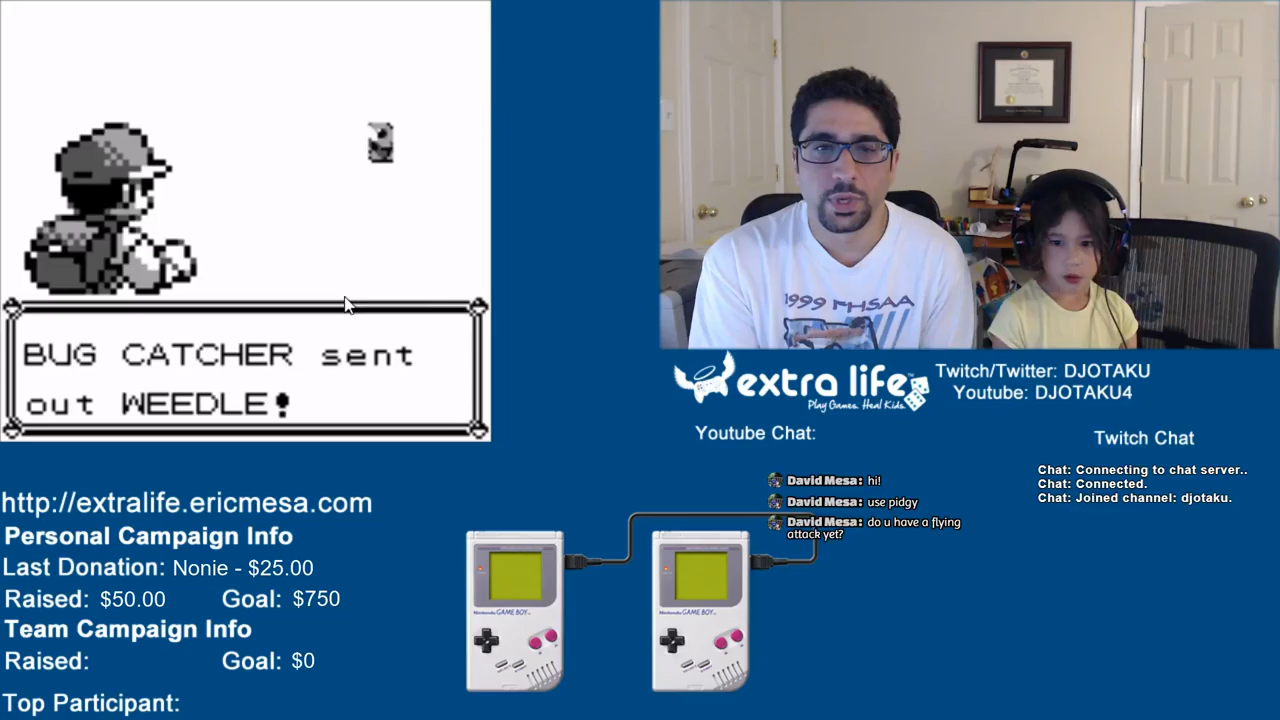 BUG CATCHER sent
out WEEDLE!
1999 FHSAA
extra life
Play Games. Heal Kids.
Twitch/Twitter: DJOTAKU
Youtube: DJOTAKU4
Youtube Chat:
Twitch Chat
David Mesa: hi!
David Mesa: use pidgy
David Mesa: do u have a flying
attack yet?
Chat: Connecting to chat server..
Chat: Connected.
Chat: Joined channel: djotaku.
http://extralife.ericmesa.com
Personal Campaign Info
Last Donation: Nonie - $25.00
Raised: $50.00 Goal: $750
Team Campaign Info
Raised: Goal: $0
Top Participant:
Nintendo GAME BOY
Nintendo GAME BOY